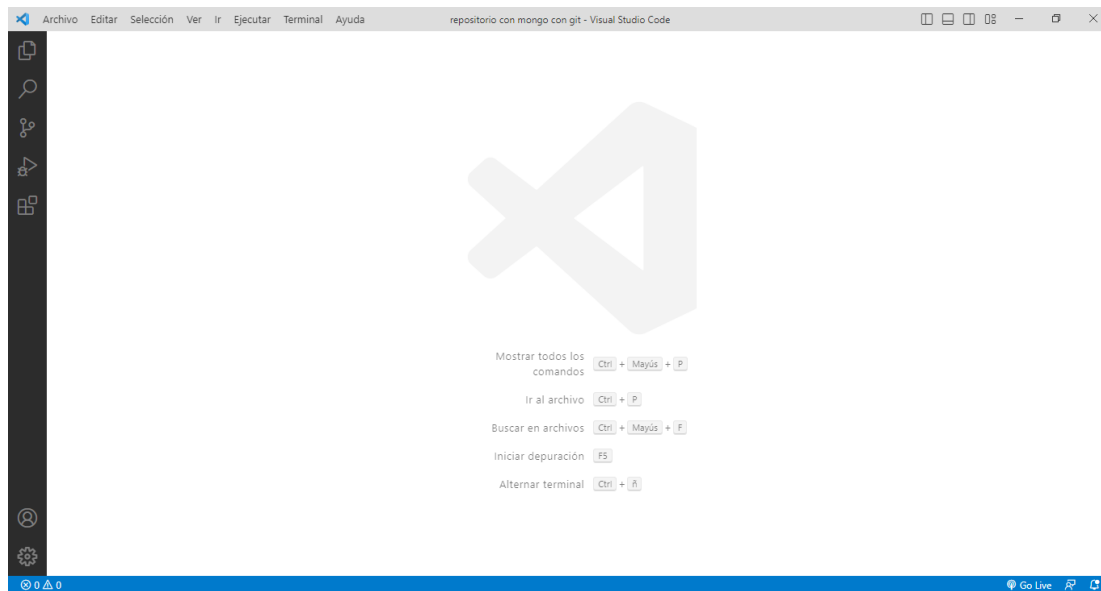 Archivo Editar Selección Ver Ir Ejecutar Terminal Ayuda repositorio con mongo con git - Visual Studio Code
Mostrar todos los
comandos Ctrl + Mayús + P
Ir al archivo Ctrl + P
Buscar en archivos Ctrl + Mayús + F
Iniciar depuración F5
Alternar terminal Ctrl + ñ
0 0 Go Live